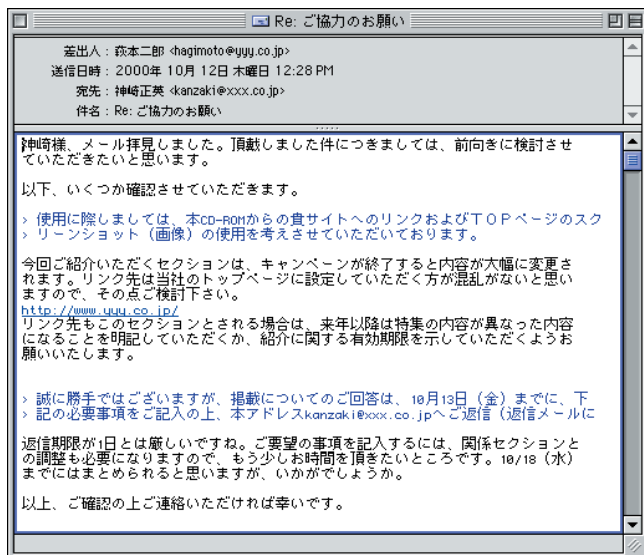 Re: ご協力のお願い
差出人：萩本二郎 <hagimoto@yyy.co.jp>
送信日時：2000年 10月 12日 木曜日 12:28 PM
宛先：神崎正英 <kanzaki@xxx.co.jp>
件名：Re: ご協力のお願い
神崎様、メール拝見しました。頂戴しました件につきましては、前向きに検討させ
ていただきたいと思います。
以下、いくつか確認させていただきます。
> 使用に際しましては、本CD-ROMからの貴サイトへのリンクおよびＴＯＰページのスク
> リーンショット（画像）の使用を考えさせていただいております。
今回ご紹介いただくセクションは、キャンペーンが終了すると内容が大幅に変更さ
れます。リンク先は当社のトップページに設定していただく方が混乱がないと思い
ますので、その点ご検討下さい。
http://www.yyy.co.jp/
リンク先もこのセクションとされる場合は、来年以降は特集の内容が異なった内容
になることを明記していただくか、紹介に関する有効期限を示していただくようお
願いいたします。
> 誠に勝手ではございますが、掲載についてのご回答は、10月13日（金）までに、下
> 記の必要事項をご記入の上、本アドレスkanzaki@xxx.co.jpへご返信（返信メールに
返信期限が1日とは厳しいですね。ご要望の事項を記入するには、関係セクションと
の調整も必要になりますので、もう少しお時間を頂きたいところです。10/18（水）
までにはまとめられると思いますが、いかがでしょうか。
以上、ご確認の上ご連絡いただければ幸いです。